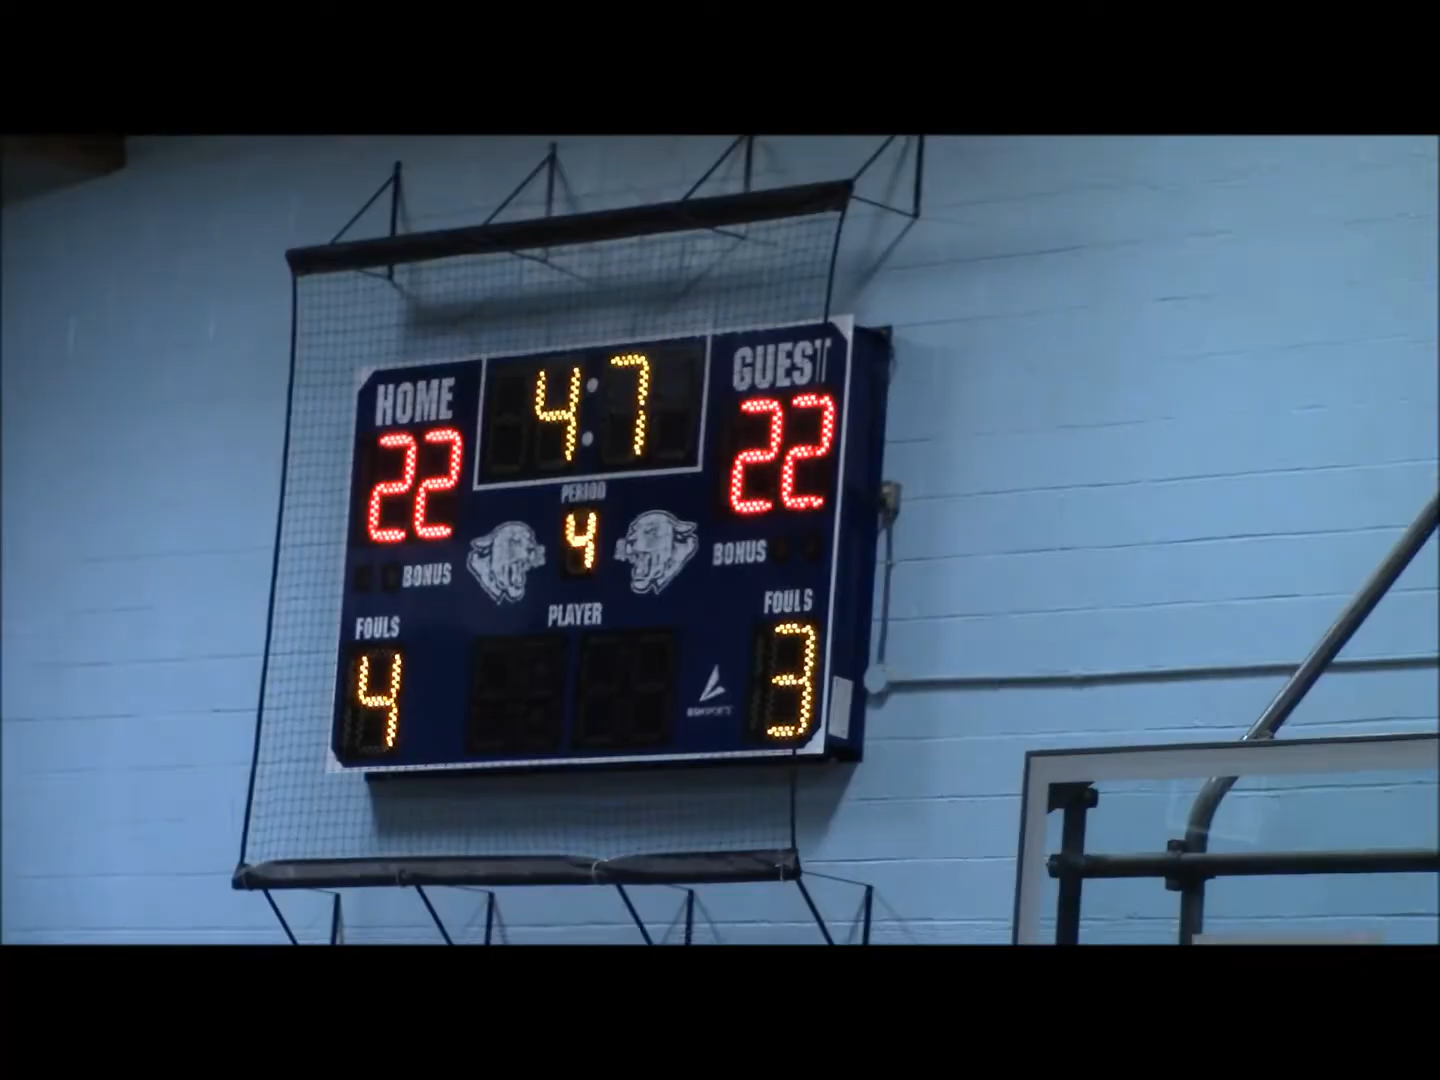 HOME
4:7
GUEST
22
22
PERIOD
4
BONUS
BONUS
FOULS
PLAYER
FOULS
4
3